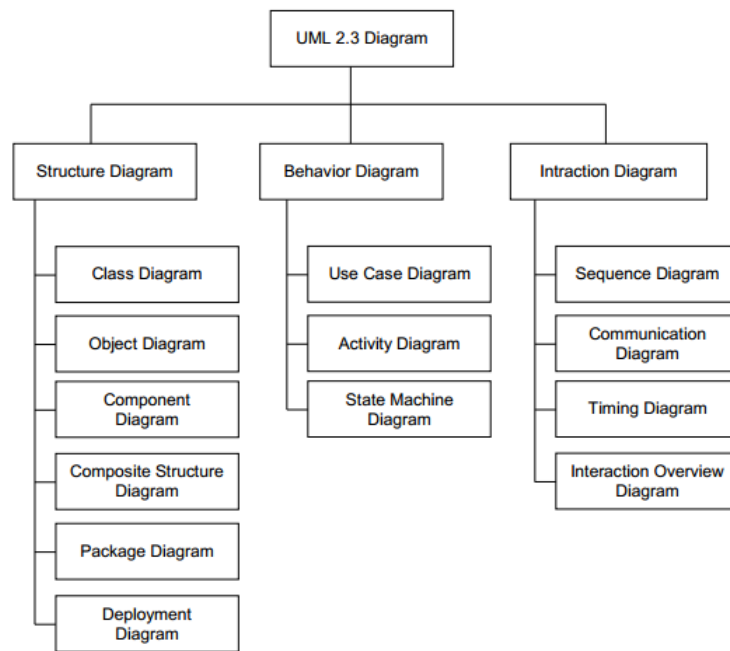 UML 2.3 Diagram
Structure Diagram
Behavior Diagram
Intraction Diagram
Class Diagram
Object Diagram
Component
Diagram
Composite Structure
Diagram
Package Diagram
Deployment
Diagram
Use Case Diagram
Activity Diagram
State Machine
Diagram
Sequence Diagram
Communication
Diagram
Timing Diagram
Interaction Overview
Diagram